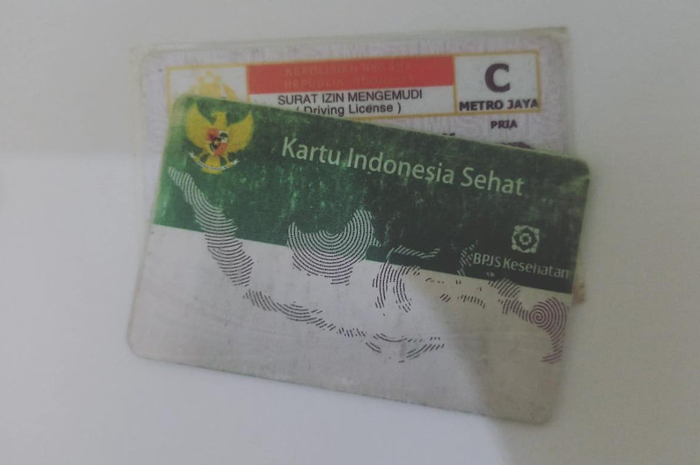 SURAT IZIN MENGEMUDI
( Driving License )
C
METRO JAYA
PRIA
Kartu Indonesia Sehat
BPJS Kesehatan